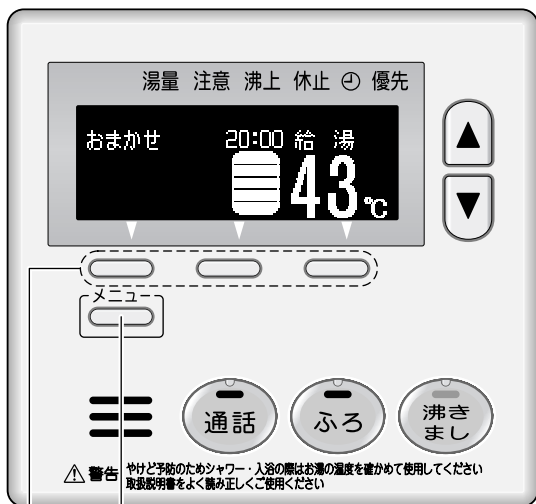 湯量 注意 沸上 休止 優先
おまかせ 20:00 給 湯
43℃
▲
▼
メニュー
通話 ふろ 沸き
まし
⚠ 警告 やけど予防のためシャワー・入浴の際はお湯の温度を確かめて使用してください
取扱説明書をよく読み正しくご使用ください